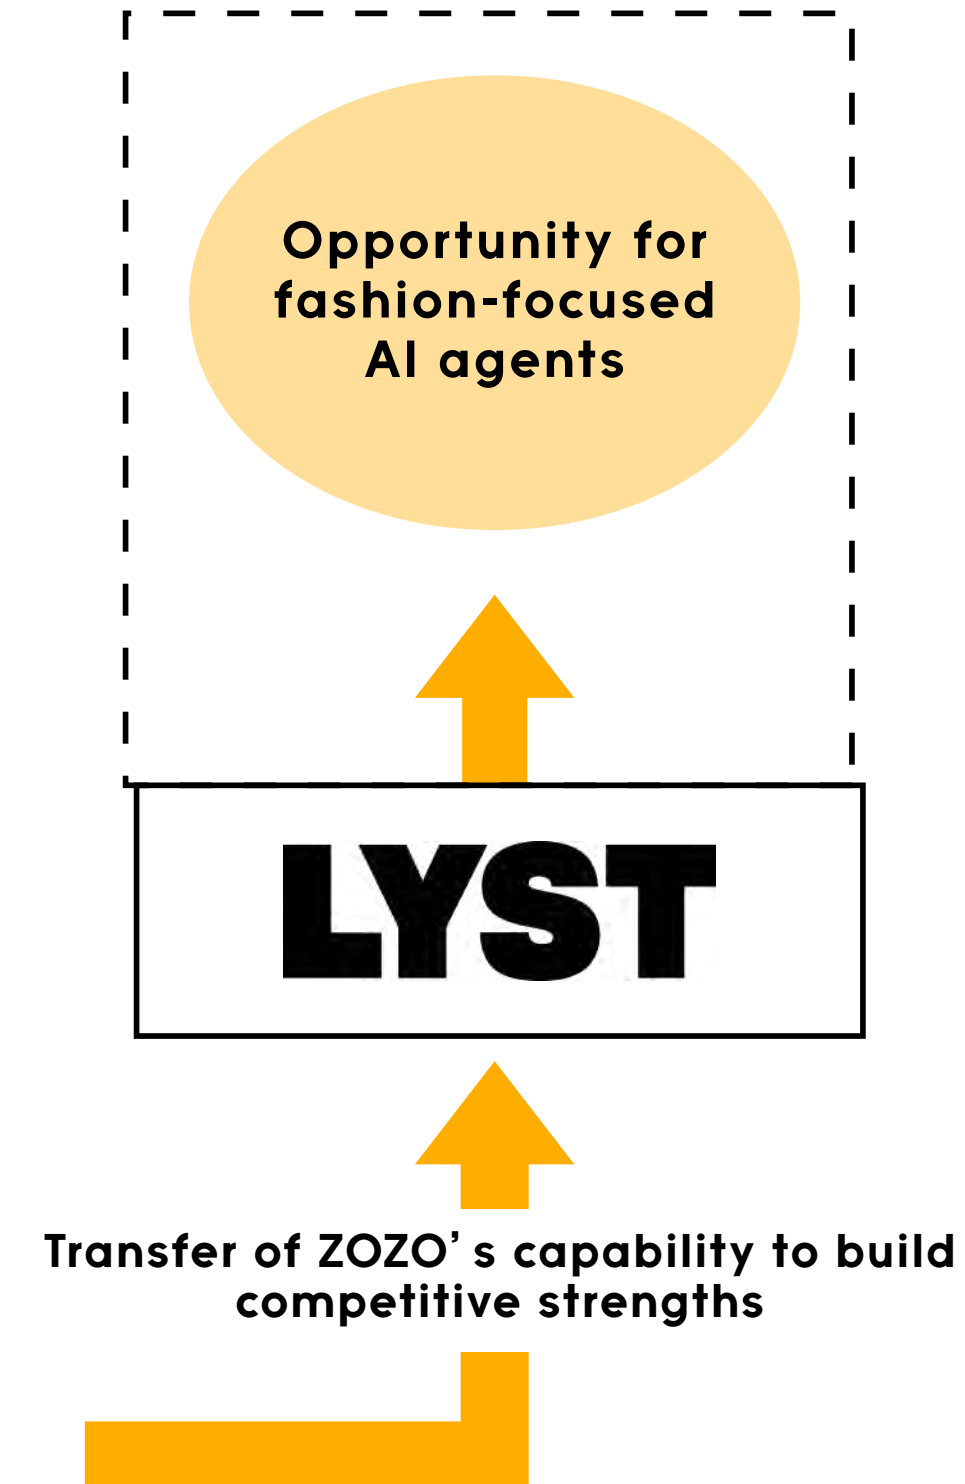 Opportunity for
fashion-focused
AI agents
LYST
Transfer of ZOZO’s capability to build
competitive strengths